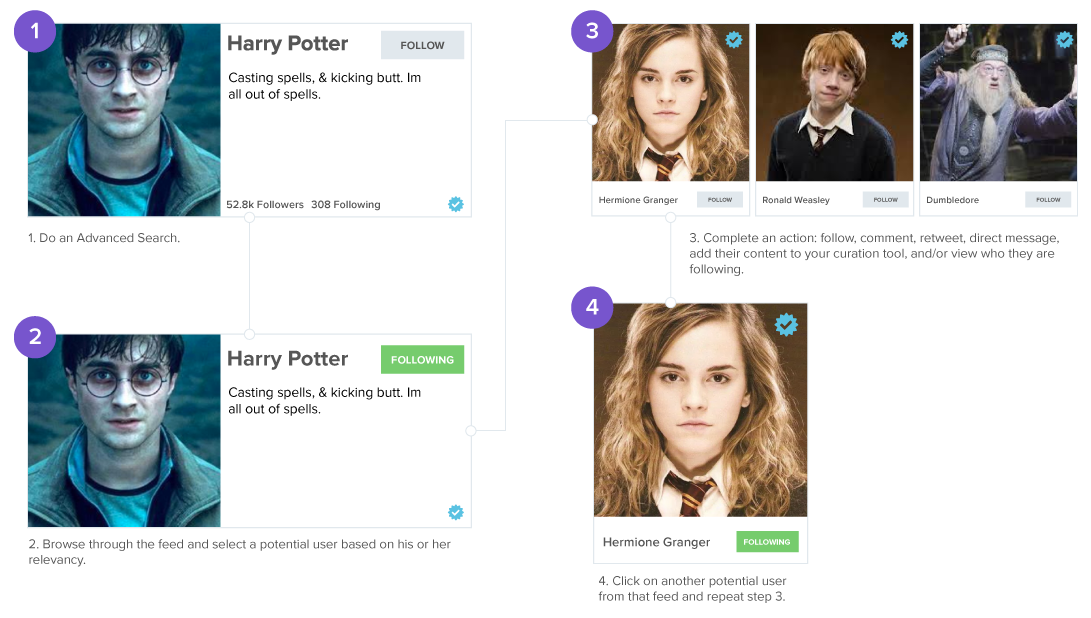 1
Harry Potter
FOLLOW
Casting spells, & kicking butt. Im
all out of spells.
52.8k Followers 308 Following
1. Do an Advanced Search.
2
Harry Potter
FOLLOWING
Casting spells, & kicking butt. Im
all out of spells.
2. Browse through the feed and select a potential user based on his or her
relevancy.
3
Hermione Granger
FOLLOW
Ronald Weasley
FOLLOW
Dumbledore
FOLLOW
3. Complete an action: follow, comment, retweet, direct message,
add their content to your curation tool, and/or view who they are
following.
4
Hermione Granger
FOLLOWING
4. Click on another potential user
from that feed and repeat step 3.